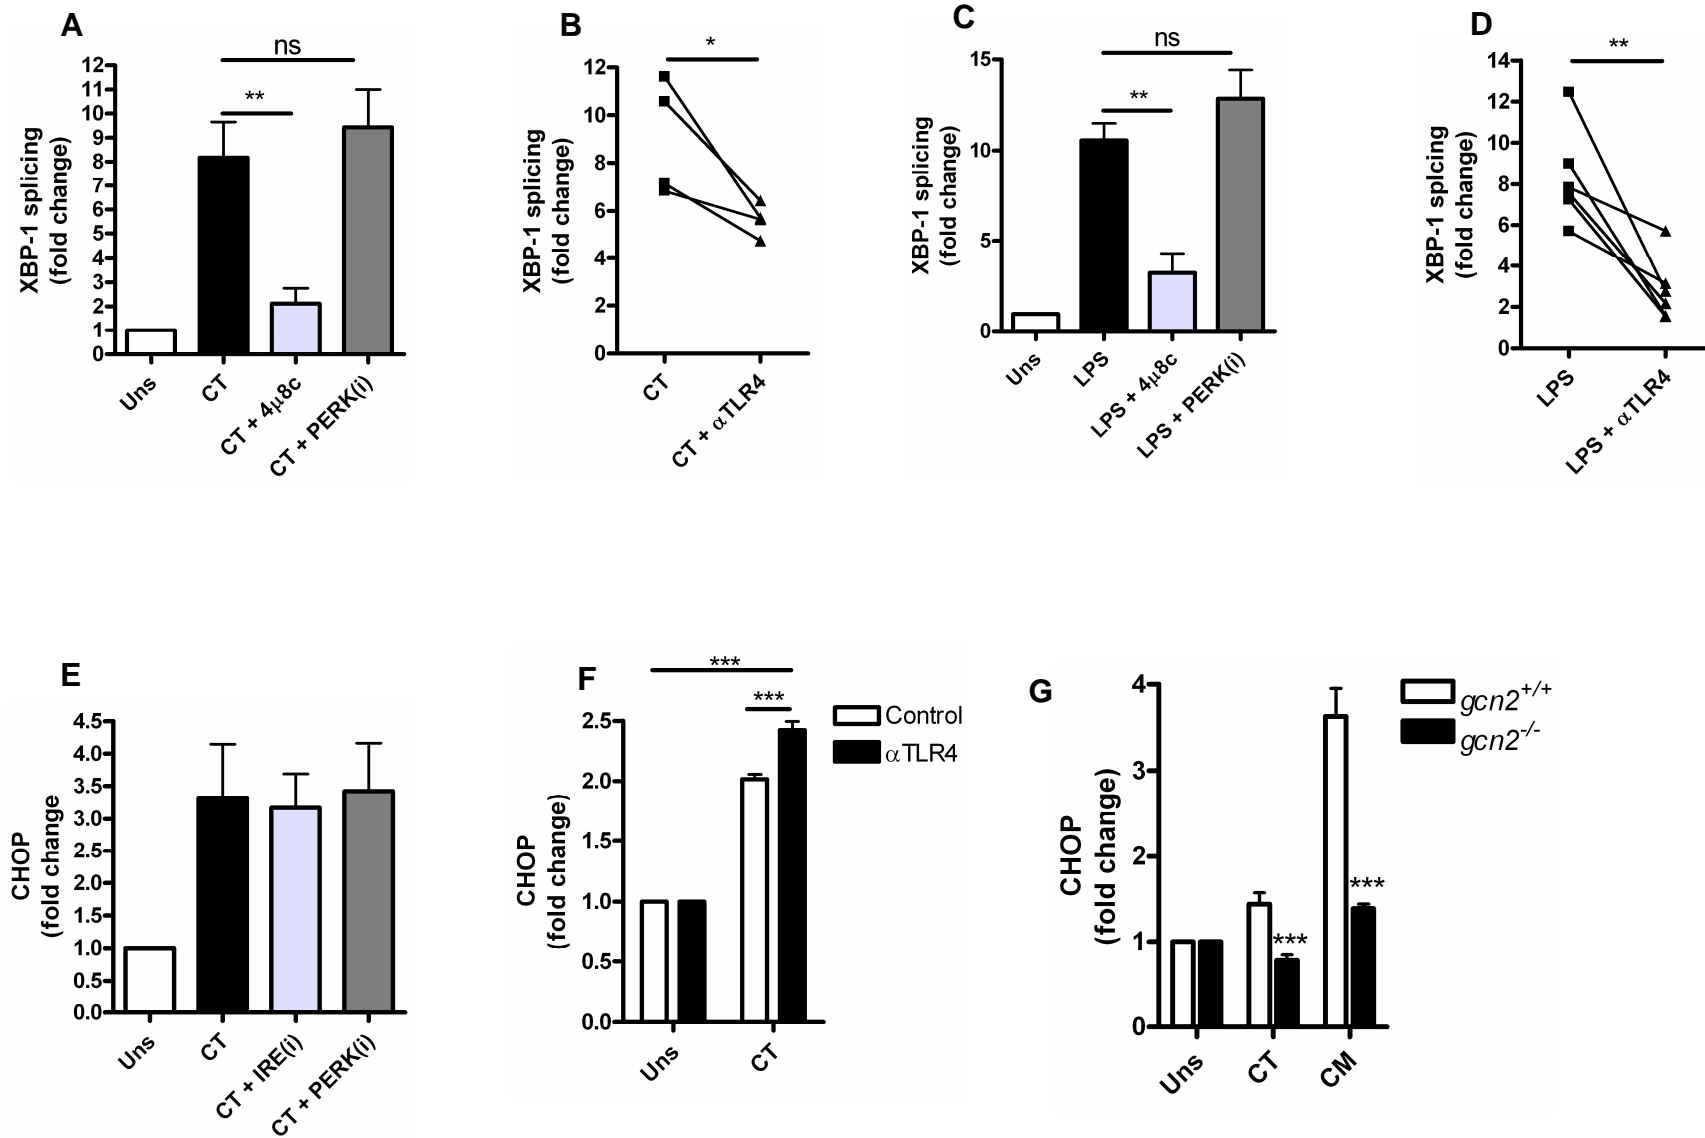 A
XBP-1 splicing
(fold change)
12
11
10
9
8
7
6
5
4
3
2
1
0
ns
**
Uns
CT
CT + 4µ8c
CT + PERK(i)
B
XBP-1 splicing
(fold change)
12
10
8
6
4
2
0
*
CT
CT + αTLR4
C
XBP-1 splicing
(fold change)
15
10
5
0
ns
**
Uns
LPS
LPS + 4µ8c
LPS + PERK(i)
D
XBP-1 splcing
(fold change)
14
12
10
8
6
4
2
0
**
LPS
LPS + αTLR4
E
CHOP
(fold change
4.5
4.0
3.5
3.0
2.5
2.0
1.5
1.0
0.5
0.0
Uns
CT
CT + IRE(i)
CT + PERK(i)
F
CHOP
(fold change)
2.5
2.0
1.5
1.0
0.5
0.0
***
***
Control
αTLR4
Uns
CT
G
CHOP
(fold change)
4
3
2
1
0
***
***
gcn2+/+
gcn2-/-
Uns
CT
CM